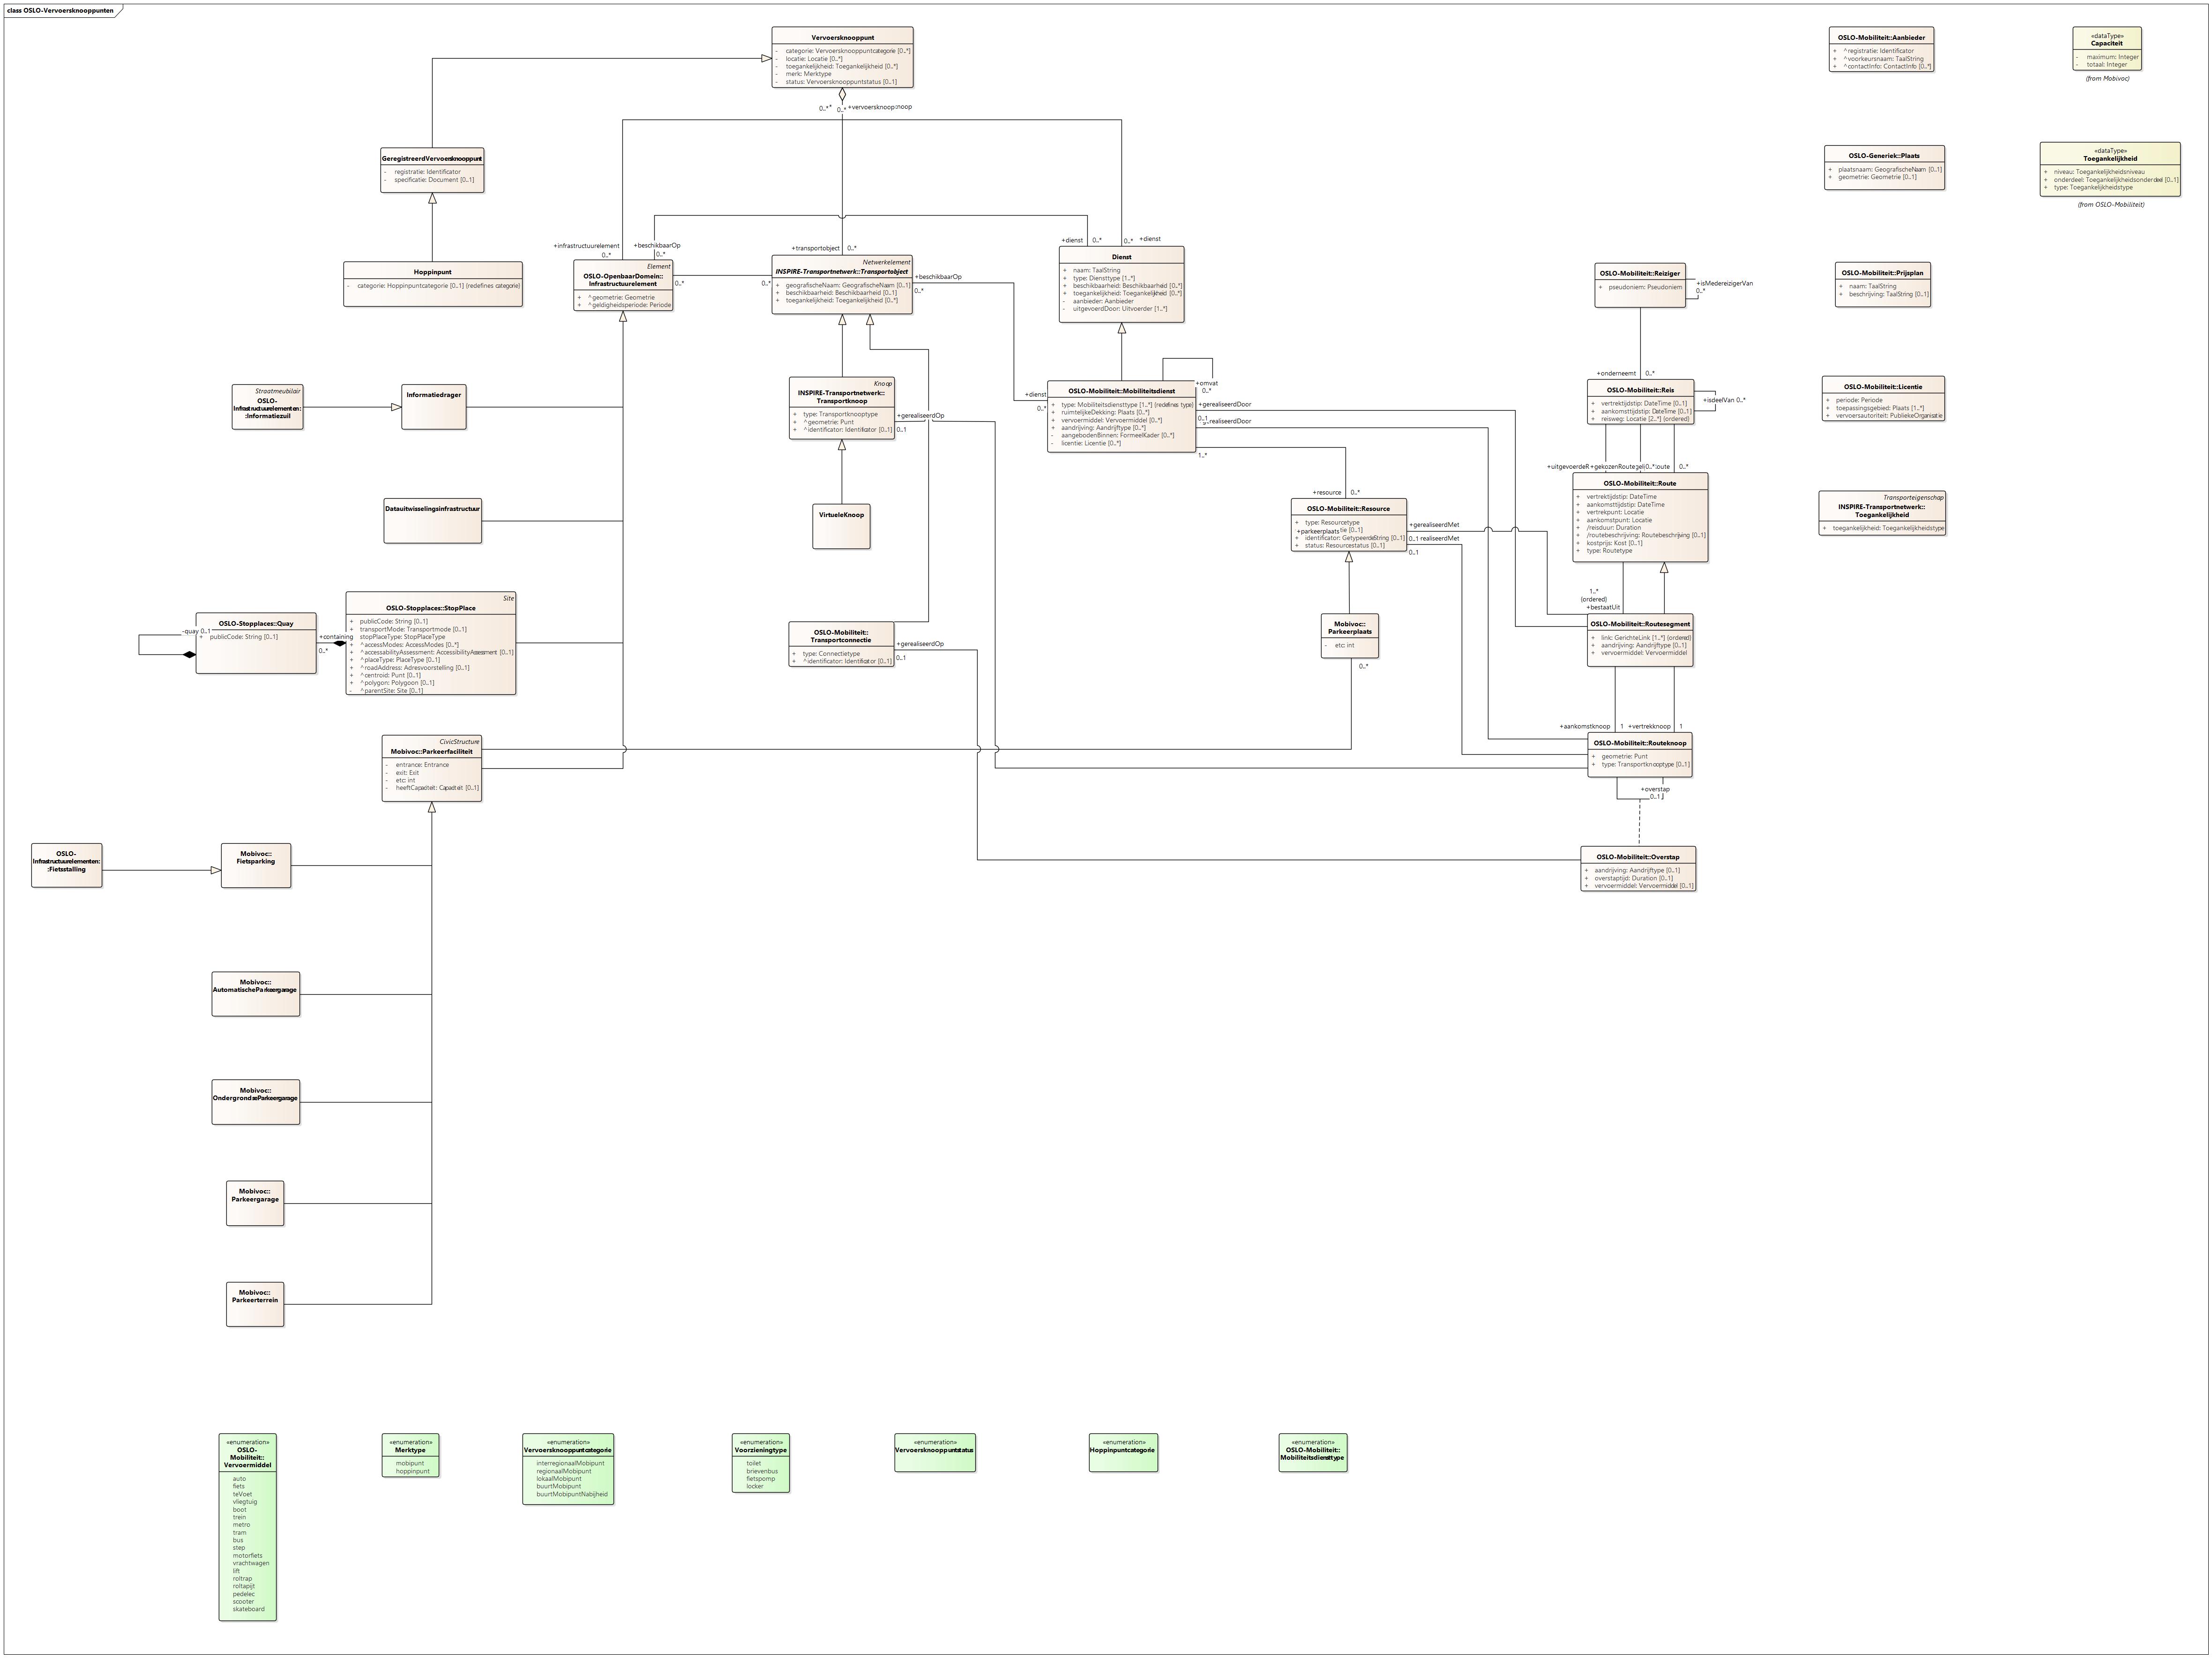 class OSLO-Vervoersknooppunten
Vervoersknooppunt
- categorie: Vervoersknooppuntcategorie [0..*]
- locatie: Locatie [0..*]
- toegankelijkheid: Toegankelijkheid [0..*]
- merk: Merktype
- status: Vervoersknooppuntstatus [0..1]
0..*
0..*
+vervoersknoop
GeregistreerdVervoersknooppunt
- registratie: Identificator
- specificatie: Document [0..1]
Hoppinpunt
- categorie: Hoppinpuntcategorie [0..1] {redefines categorie}
+infrastructuurelement
0..*
+beschikbaarOp
0..*
Element
OSLO-OpenbaarDomein::
Infrastructuurelement
+ ^geometrie: Geometrie
+ ^geldigheidsperiode: Periode
0..*
0..*
+transportobject 0..*
Netwerkelement
INSPIRE-Transportnetwerk::Transportobject
+ geografischeNaam: GeografischeNaam [0..1]
+ beschikbaarheid: Beschikbaarheid [0..1]
+ toegankelijkheid: Toegankelijkheid [0..*]
+beschikbaarOp
0..*
+dienst 0..*
0..* +dienst
Dienst
+ naam: TaalString
+ type: Diensttype [1..*]
+ beschikbaarheid: Beschikbaarheid [0..*]
+ toegankelijkheid: Toegankelijkheid [0..*]
- aanbieder: Aanbieder
- uitgevoerdDoor: Uitvoerder [1..*]
+dienst
0..*
OSLO-Mobiliteit::Mobiliteitsdienst
+ type: Mobiliteitsdiensttype [1..*] {redefines type}
+ ruimtelijkeDekking: Plaats [0..*]
+ vervoermiddel: Vervoermiddel [0..*]
+ aandrijving: Aandrijftype [0..*]
- aangebodenBinnen: FormeelKader [0..*]
- licentie: Licentie [0..*]
+omvat
0..*
+gerealiseerdDoor
0..1
gerealiseerdDoor
1..*
Knoop
INSPIRE-Transportnetwerk::
Transportknoop
+ type: Transportknooptype
+ ^geometrie: Punt
+ ^identificator: Identificator [0..1]
+gerealiseerdOp
0..1
VirtueleKnoop
OSLO-Mobiliteit::
Transportconnectie
+ type: Connectietype
+ ^identificator: Identificator [0..1]
+gerealiseerdOp
0..1
Straatmeubilair
OSLO-
Infrastructuurelementen:
:Informatiezuil
Informatiedrager
Datauitwisselingsinfrastructuur
OSLO-Stopplaces::Quay
+ publicCode: String [0..1]
-quay 0..1
+containing
0..*
Site
OSLO-Stopplaces::StopPlace
+ publicCode: String [0..1]
+ transportMode: Transportmode [0..1]
stopPlaceType: StopPlaceType
+ ^accessModes: AccessModes [0..*]
+ ^accessabilityAssessment: AccessibilityAssesment [0..1]
+ ^placeType: PlaceType [0..1]
+ ^roadAddress: Adresvoorstelling [0..1]
+ ^centroid: Punt [0..1]
+ ^polygon: Polygoon [0..1]
- ^parentSite: Site [0..1]
CivicStructure
Mobivoc::Parkeerfaciliteit
- entrance: Entrance
- exit: Exit
- etc: int
- heeftCapaciteit: Capaciteit [0..1]
OSLO-
Infrastructuurelementen:
:Fietsstalling
Mobivoc::
Fietsparking
Mobivoc::
AutomatischeParkeergarage
Mobivoc::
OndergrondseParkeergarage
Mobivoc::
Parkeergarage
Mobivoc::
Parkeerterrein
+resource 0..*
OSLO-Mobiliteit::Resource
+ type: Resourcetype
+parkeerplaats tie [0..1]
+ identificator: GetypeerdeString [0..1]
+ status: Resourcestatus [0..1]
+gerealiseerdMet
0..1
realiseerdMet
0..1
Mobivoc::
Parkeerplaats
- etc: int
0..*
OSLO-Mobiliteit::Reiziger
+ pseudoniem: Pseudoniem
+isMedereizigerVan
0..*
+onderneemt 0..*
OSLO-Mobiliteit::Reis
+ vertrektijdstip: DateTime [0..1]
+ aankomsttijdstip: DateTime [0..1]
+ reisweg: Locatie [2..*] {ordered}
+isdeelVan 0..*
+uitgevoerdeR +gekozenRoute 0..* oute 0..*
OSLO-Mobiliteit::Route
+ vertrektijdstip: DateTime
+ aankomsttijdstip: DateTime
+ vertrekpunt: Locatie
+ aankomstpunt: Locatie
+ /reisduur: Duration
+ /routebeschrijving: Routebeschrijving [0..1]
+ kostprijs: Kost [0..1]
+ type: Routetype
1..*
{ordered}
+bestaatUit
OSLO-Mobiliteit::Routesegment
+ link: GerichteLink [1..*] {ordered}
+ aandrijving: Aandrijftype [0..1]
+ vervoermiddel: Vervoermiddel
+aankomstknoop 1 +vertrekknoop 1
OSLO-Mobiliteit::Routeknoop
+ geometrie: Punt
+ type: Transportknooptype [0..1]
+overstap
0..1
OSLO-Mobiliteit::Overstap
+ aandrijving: Aandrijftype [0..1]
+ overstaptijd: Duration [0..1]
+ vervoermiddel: Vervoermiddel [0..1]
OSLO-Mobiliteit::Aanbieder
+ ^registratie: Identificator
+ ^voorkeursnaam: TaalString
+ ^contactInfo: ContactInfo [0..*]
«dataType»
Capaciteit
- maximum: Integer
- totaal: Integer
(from Mobivoc)
OSLO-Generiek::Plaats
+ plaatsnaam: GeografischeNaam [0..1]
+ geometrie: Geometrie [0..1]
«dataType»
Toegankelijkheid
+ niveau: Toegankelijkheidsniveau
+ onderdeel: Toegankelijkheidsonderdeel [0..1]
+ type: Toegankelijkheidstype
(from OSLO-Mobiliteit)
OSLO-Mobiliteit::Prijsplan
+ naam: TaalString
+ beschrijving: TaalString [0..1]
OSLO-Mobiliteit::Licentie
+ periode: Periode
+ toepassingsgebied: Plaats [1..*]
+ vervoersautoriteit: PubliekeOrganisatie
Transporteigenschap
INSPIRE-Transportnetwerk::
Toegankelijkheid
+ toegankelijkheid: Toegankelijkheidstype
«enumeration»
OSLO-
Mobiliteit::
Vervoermiddel
auto
fiets
teVoet
vliegtuig
boot
trein
metro
tram
bus
step
motorfiets
vrachtwagen
lift
roltrap
roltapijt
pedelec
scooter
skateboard
«enumeration»
Merktype
mobipunt
hoppinpunt
«enumeration»
Vervoersknooppuntcategorie
interregionaalMobipunt
regionaalMobipunt
lokaalMobipunt
buurtMobipunt
buurtMobipuntNabijheid
«enumeration»
Voorzieningtype
toilet
brievenbus
fietspomp
locker
«enumeration»
Vervoersknooppuntstatus
«enumeration»
Hoppinpuntcategorie
«enumeration»
OSLO-Mobiliteit::
Mobiliteitsdiensttype